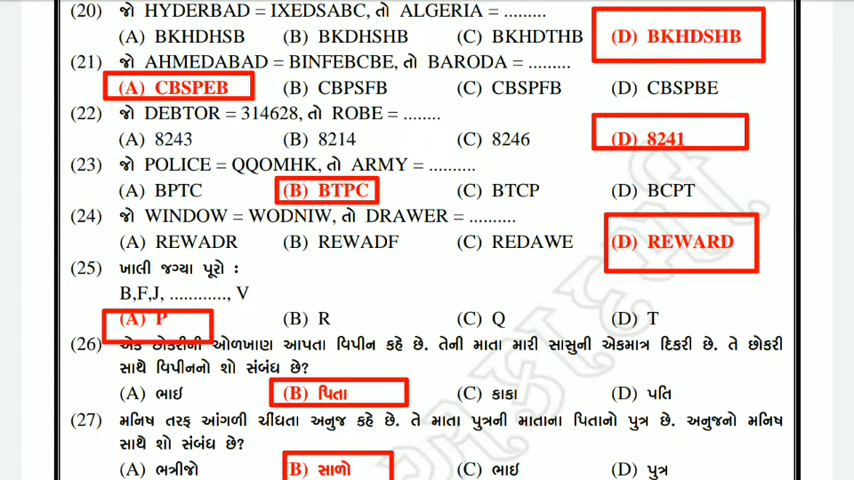 (20) જો HYDERBAD = IXEDSABC, તો ALGERIA = .........
(A) BKHDHSB (B) BKDHSHB (C) BKHDTHB (D) BKHDSHB
(21) જો AHMEDABAD = BINFEBCBE, તો BARODA = .........
(A) CBSPEB (B) CBPSFB (C) CBSPFB (D) CBSPBE
(22) જો DEBTOR = 314628, તો ROBE = ........
(A) 8243 (B) 8214 (C) 8246 (D) 8241
(23) જો POLICE = QQOMHK, તો ARMY = ..........
(A) BPTC (B) BTPC (C) BTCP (D) BCPT
(24) જો WINDOW = WODNIW, તો DRAWER = ..........
(A) REWADR (B) REWADF (C) REDAWE (D) REWARD
(25) ખાલી જગ્યા પૂરો :
B,F,J, ............, V
(A) P (B) R (C) Q (D) T
(26) એક છોકરીની ઓળખાણ આપતા વિપીન કહે છે. તેની માતા મારી સાસુની એકમાત્ર દિકરી છે. તે છોકરી
સાથે વિપીનનો શો સંબંધ છે?
(A) ભાઈ (B) પિતા (C) કાકા (D) પતિ
(27) મનિષ તરફ આંગળી ચીંધતા અનુજ કહે છે. તે માતા પુત્રની માતાના પિતાનો પુત્ર છે. અનુજનો મનિષ
સાથે શો સંબંધ છે?
(A) ભત્રીજો (B) સાળો (C) ભાઈ (D) પુત્ર